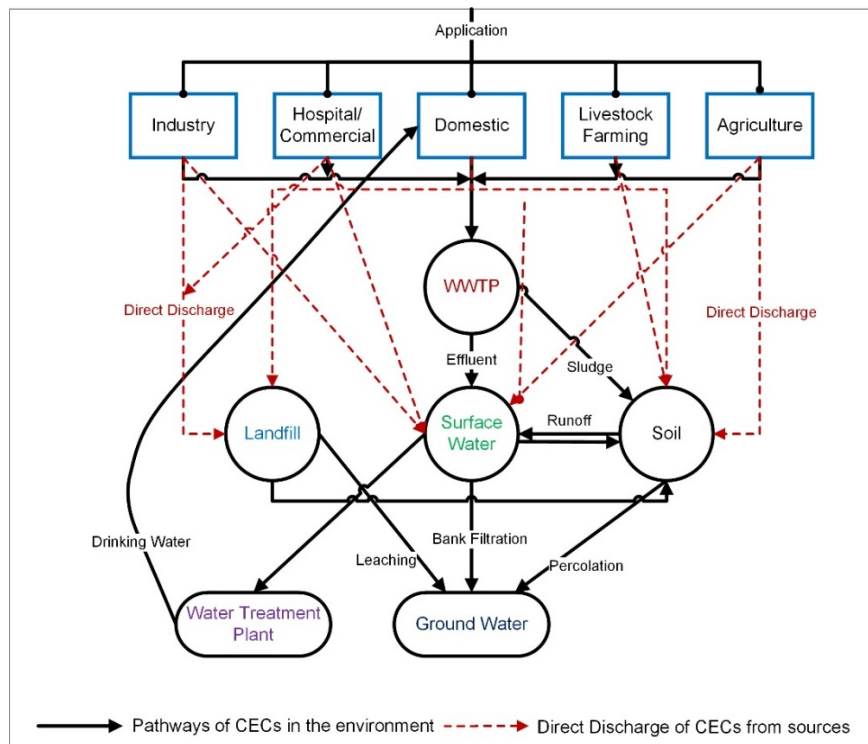 Application
Industry
Hospital/
Commercial
Domestic
Livestock
Farming
Agriculture
WWTP
Direct Discharge
Direct Discharge
Effluent
Sludge
Landfill
Surface
Water
Runoff
Soil
Drinking Water
Leaching
Bank Filtration
Percolation
Water Treatment
Plant
Ground Water
Pathways of CECs in the environment
Direct Discharge of CECs from sources